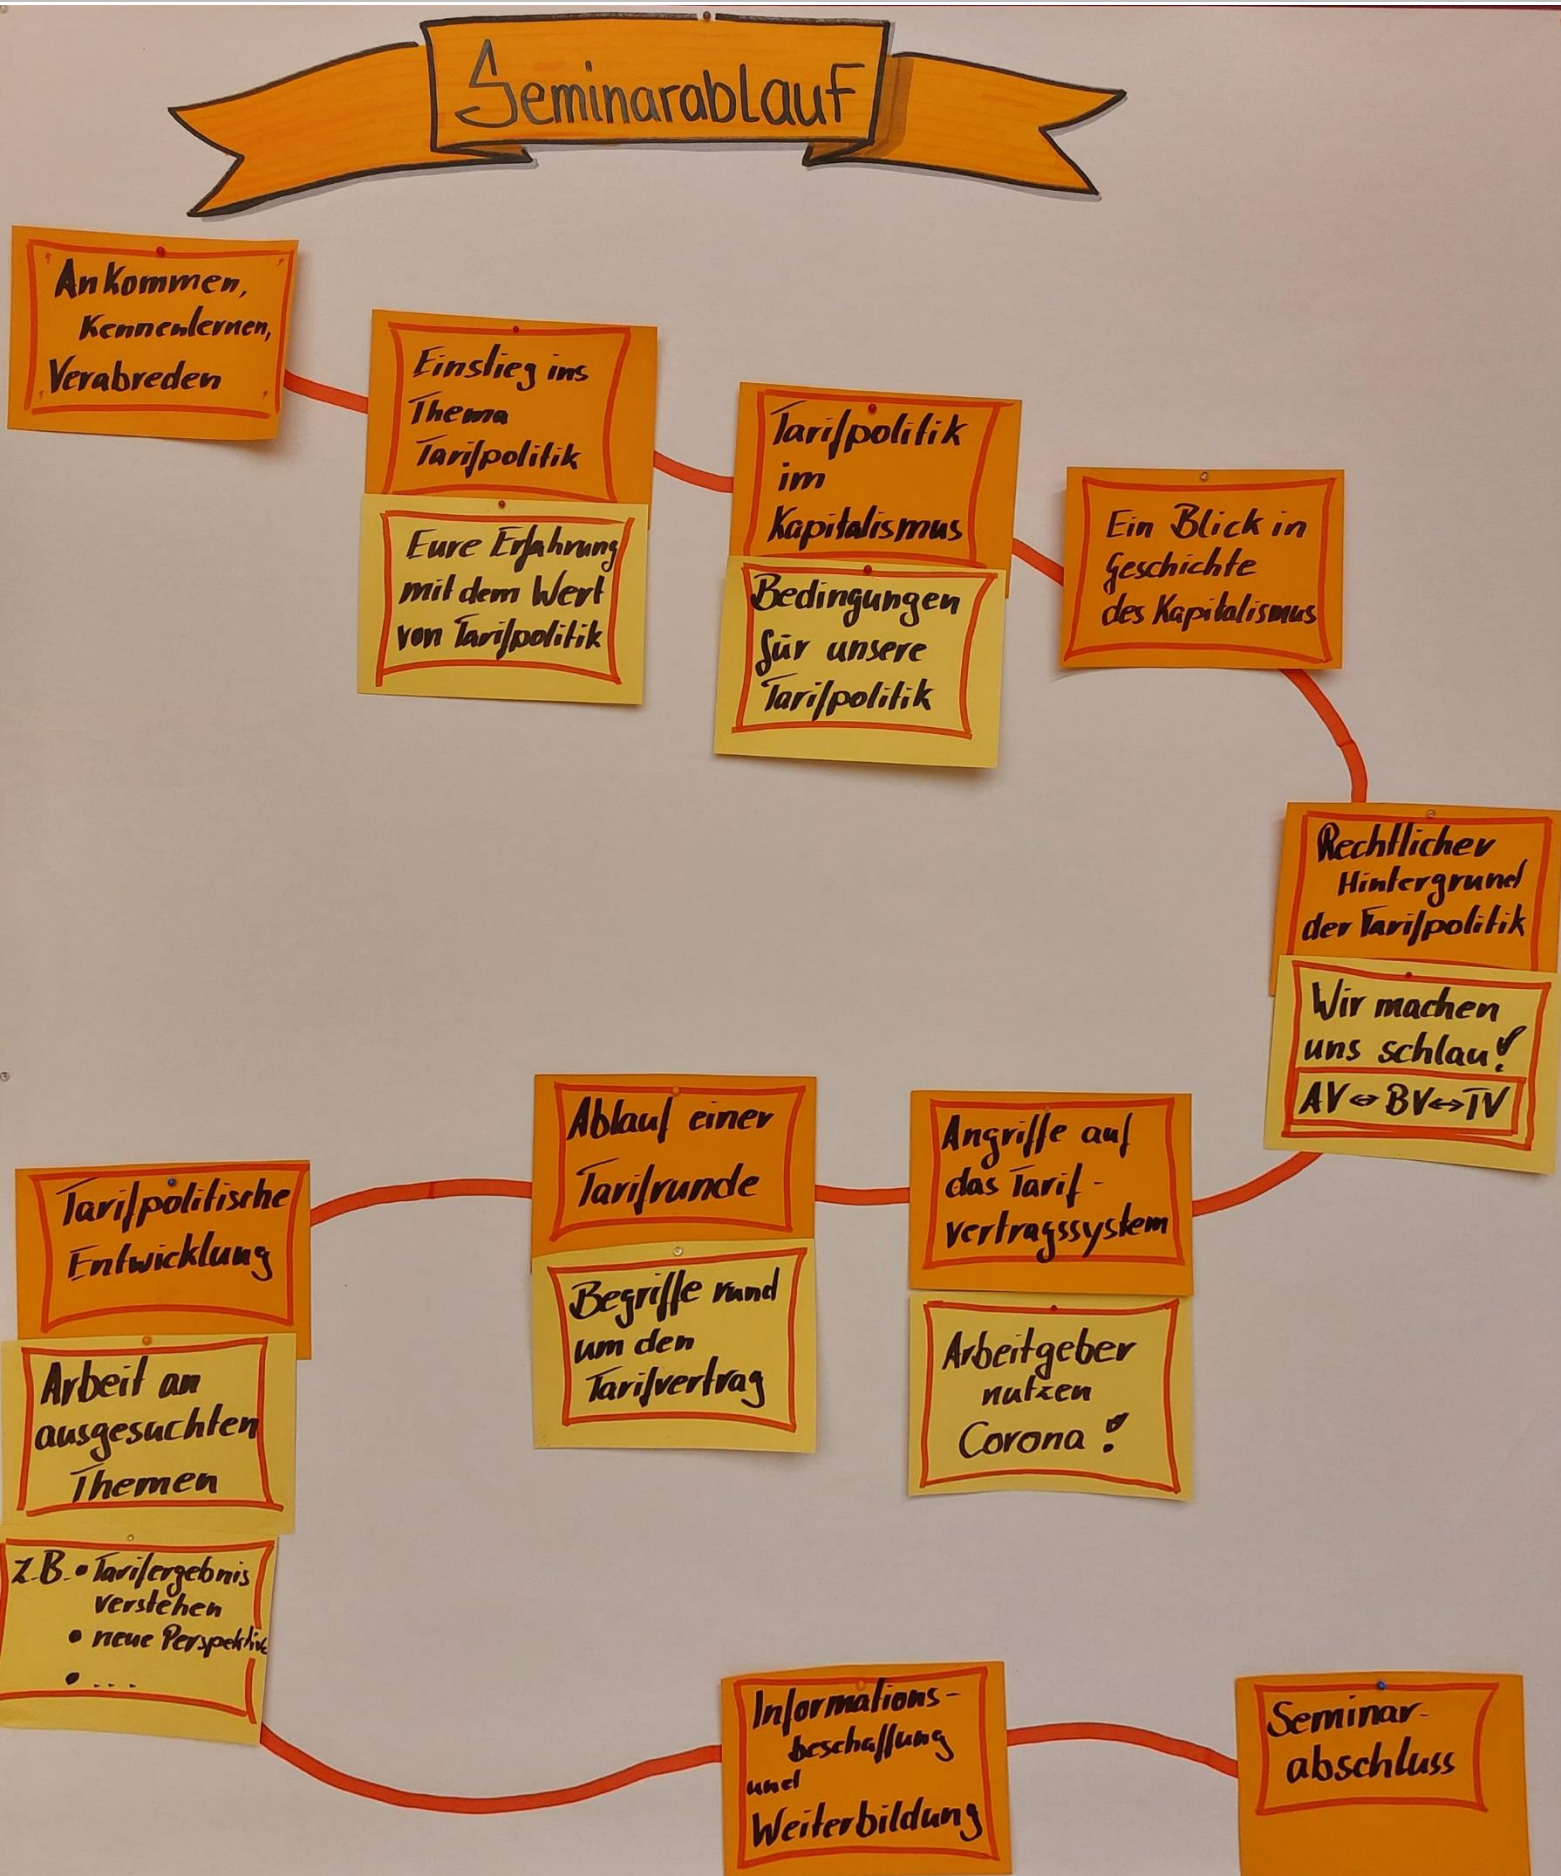 Seminarablauf
Ankommen,
Kennenlernen,
Verabreden
Einstieg ins
Thema
Tarifpolitik
Eure Erfahrung
mit dem Wert
von Tarifpolitik
Tarifpolitik
im
Kapitalismus
Bedingungen
für unsere
Tarifpolitik
Ein Blick in
Geschichte
des Kapitalismus
Rechtlicher
Hintergrund
der Tarifpolitik
Wir machen
uns schlau!
AV ↔ BV ↔ TV
Angriffe auf
das Tarif-
vertragssystem
Arbeitgeber
nutzen
Corona!
Ablauf einer
Tarifrunde
Begriffe rund
um den
Tarifvertrag
Tarifpolitische
Entwicklung
Arbeit an
ausgesuchten
Themen
z.B. • Tarifergebnis
verstehen
• neue Perspektive
• ...
Informations-
beschaffung
und
Weiterbildung
Seminar-
abschluss